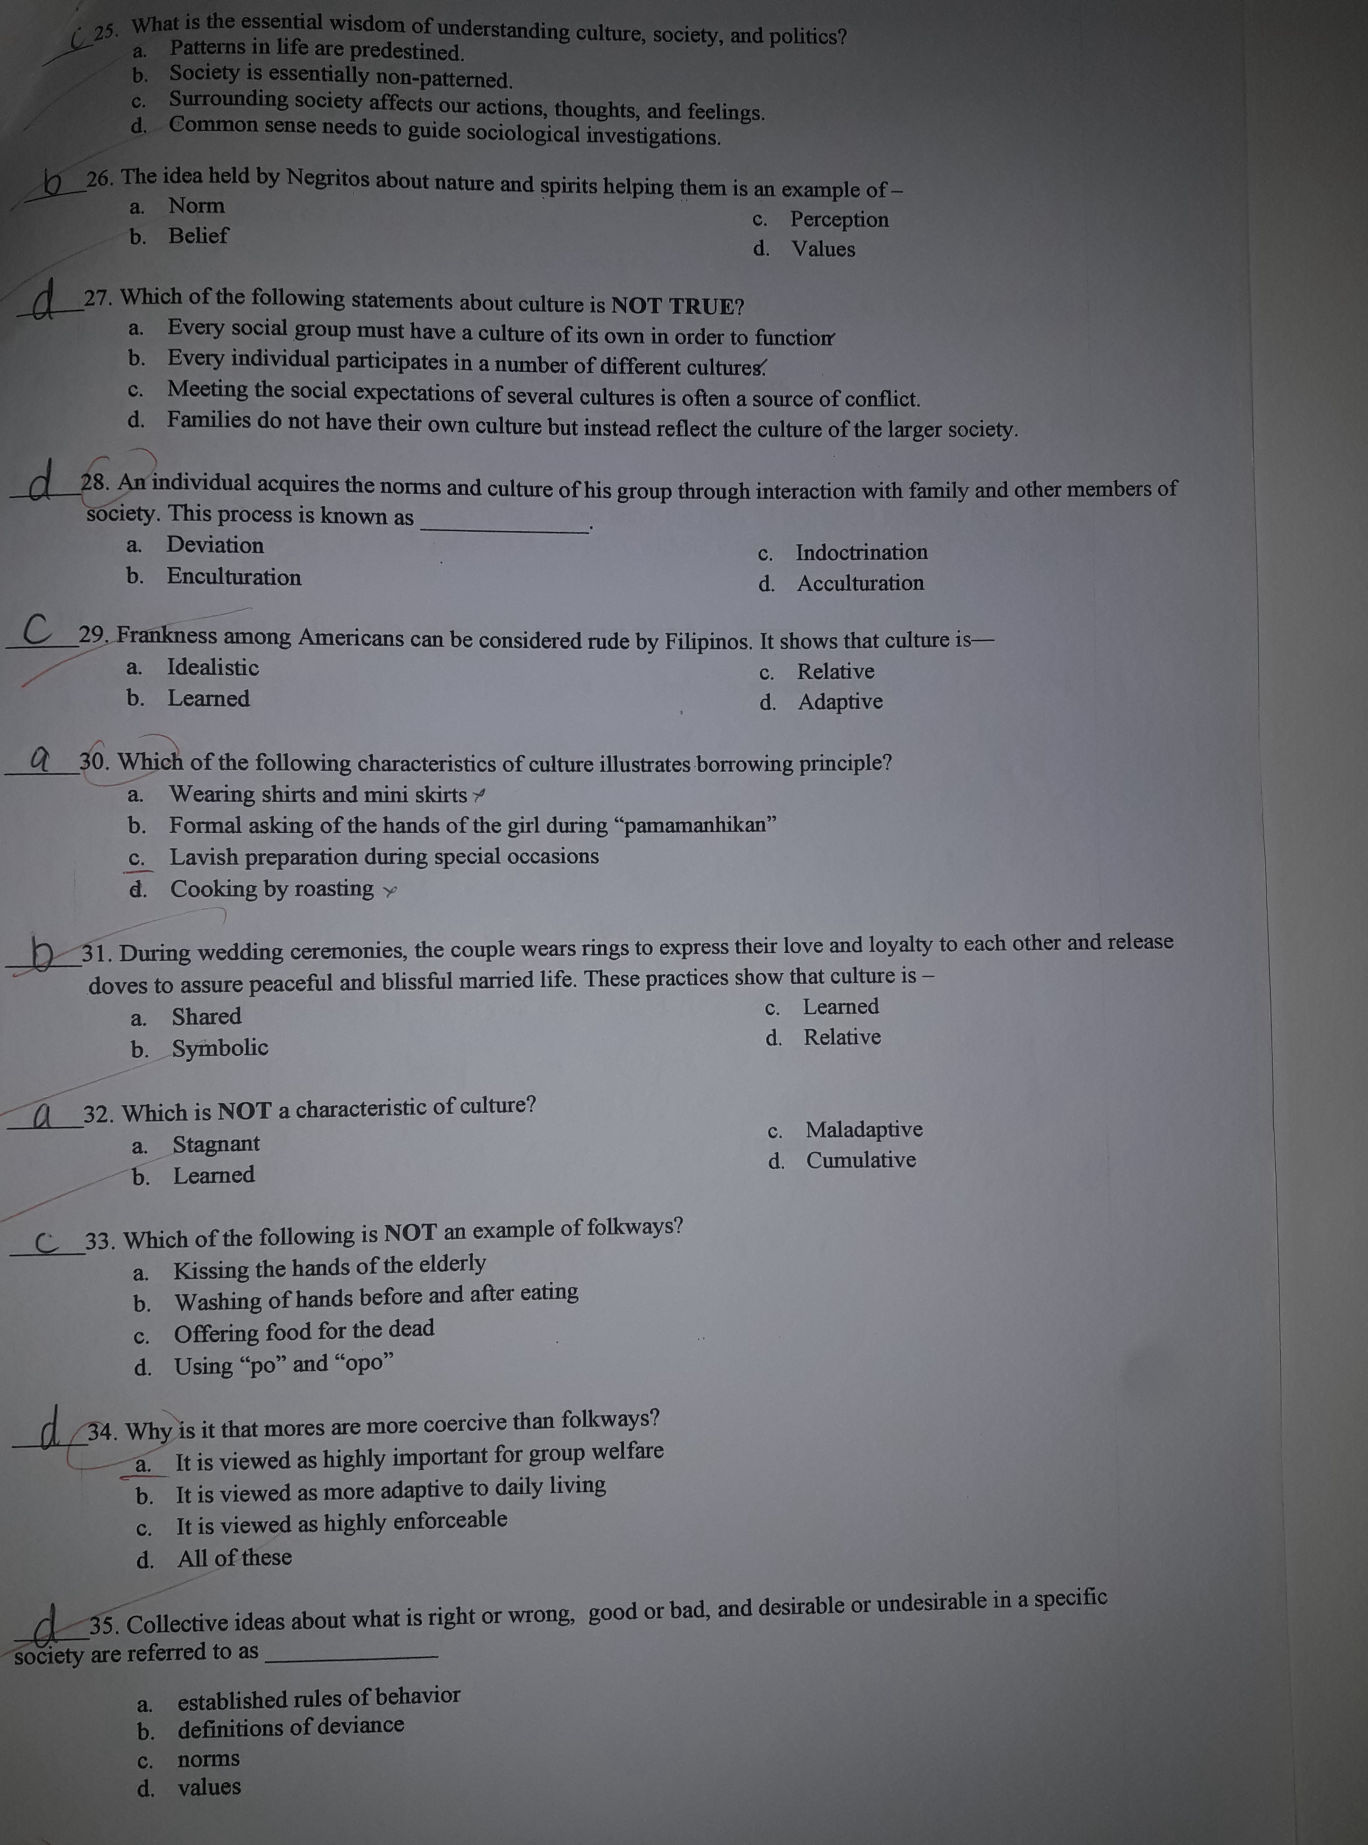 c 25. What is the essential wisdom of understanding culture, society, and politics?
a. Patterns in life are predestined.
b. Society is essentially non-patterned.
c. Surrounding society affects our actions, thoughts, and feelings.
d. Common sense needs to guide sociological investigations.
b 26. The idea held by Negritos about nature and spirits helping them is an example of –
a. Norm
b. Belief
c. Perception
d. Values
d 27. Which of the following statements about culture is NOT TRUE?
a. Every social group must have a culture of its own in order to function
b. Every individual participates in a number of different cultures.
c. Meeting the social expectations of several cultures is often a source of conflict.
d. Families do not have their own culture but instead reflect the culture of the larger society.
d 28. An individual acquires the norms and culture of his group through interaction with family and other members of
society. This process is known as ______________.
a. Deviation
b. Enculturation
c. Indoctrination
d. Acculturation
C 29. Frankness among Americans can be considered rude by Filipinos. It shows that culture is—
a. Idealistic
b. Learned
c. Relative
d. Adaptive
a 30. Which of the following characteristics of culture illustrates borrowing principle?
a. Wearing shirts and mini skirts
b. Formal asking of the hands of the girl during “pamamanhikan”
c. Lavish preparation during special occasions
d. Cooking by roasting
b 31. During wedding ceremonies, the couple wears rings to express their love and loyalty to each other and release
doves to assure peaceful and blissful married life. These practices show that culture is –
a. Shared
b. Symbolic
c. Learned
d. Relative
a 32. Which is NOT a characteristic of culture?
a. Stagnant
b. Learned
c. Maladaptive
d. Cumulative
C 33. Which of the following is NOT an example of folkways?
a. Kissing the hands of the elderly
b. Washing of hands before and after eating
c. Offering food for the dead
d. Using “po” and “opo”
d 34. Why is it that mores are more coercive than folkways?
a. It is viewed as highly important for group welfare
b. It is viewed as more adaptive to daily living
c. It is viewed as highly enforceable
d. All of these
d 35. Collective ideas about what is right or wrong, good or bad, and desirable or undesirable in a specific
society are referred to as ______________
a. established rules of behavior
b. definitions of deviance
c. norms
d. values